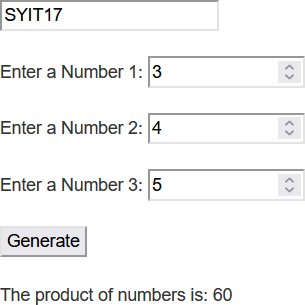 SYIT17
Enter a Number 1: 3
Enter a Number 2: 4
Enter a Number 3: 5
Generate
The product of numbers is: 60